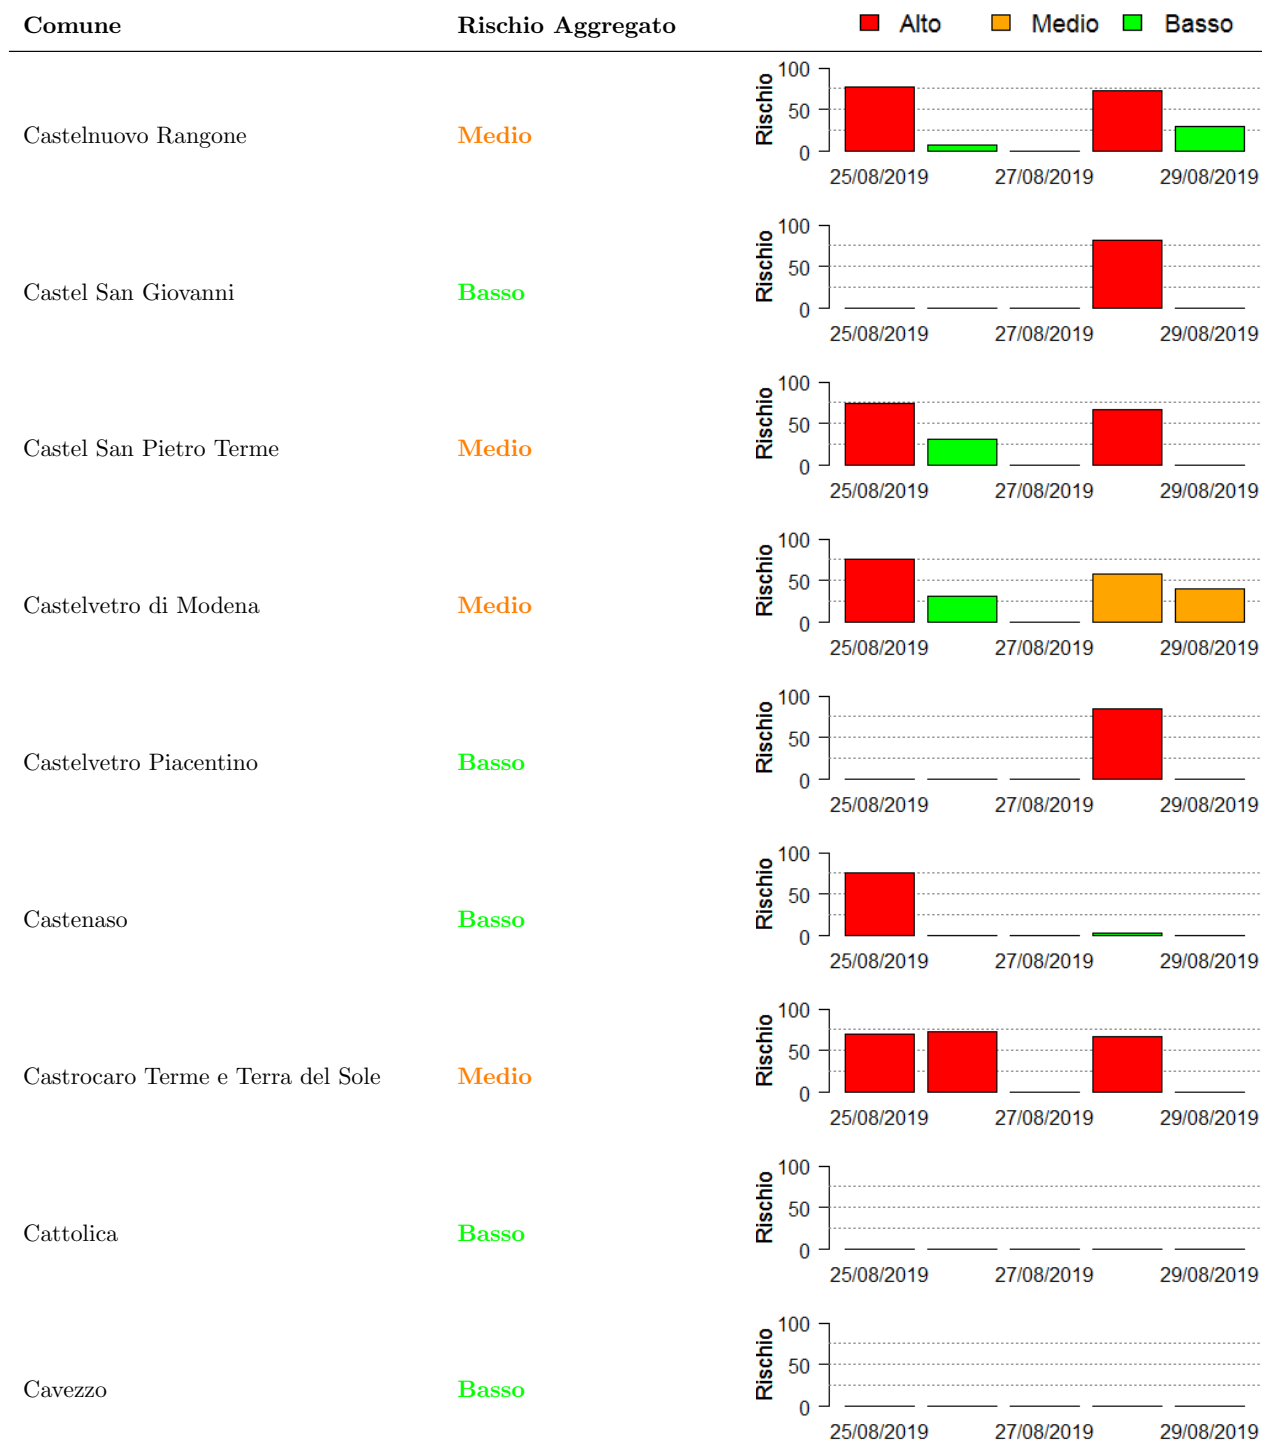 Comune Rischio Aggregato Alto Medio Basso
Castelnuovo Rangone Medio
Rischio
100
50
0
25/08/2019 27/08/2019 29/08/2019
Castel San Giovanni Basso
Rischio
100
50
0
25/08/2019 27/08/2019 29/08/2019
Castel San Pietro Terme Medio
Rischio
100
50
0
25/08/2019 27/08/2019 29/08/2019
Castelvetro di Modena Medio
Rischio
100
50
0
25/08/2019 27/08/2019 29/08/2019
Castelvetro Piacentino Basso
Rischio
100
50
0
25/08/2019 27/08/2019 29/08/2019
Castenaso Basso
Rischio
100
50
0
25/08/2019 27/08/2019 29/08/2019
Castrocaro Terme e Terra del Sole Medio
Rischio
100
50
0
25/08/2019 27/08/2019 29/08/2019
Cattolica Basso
Rischio
100
50
0
25/08/2019 27/08/2019 29/08/2019
Cavezzo Basso
Rischio
100
50
0
25/08/2019 27/08/2019 29/08/2019